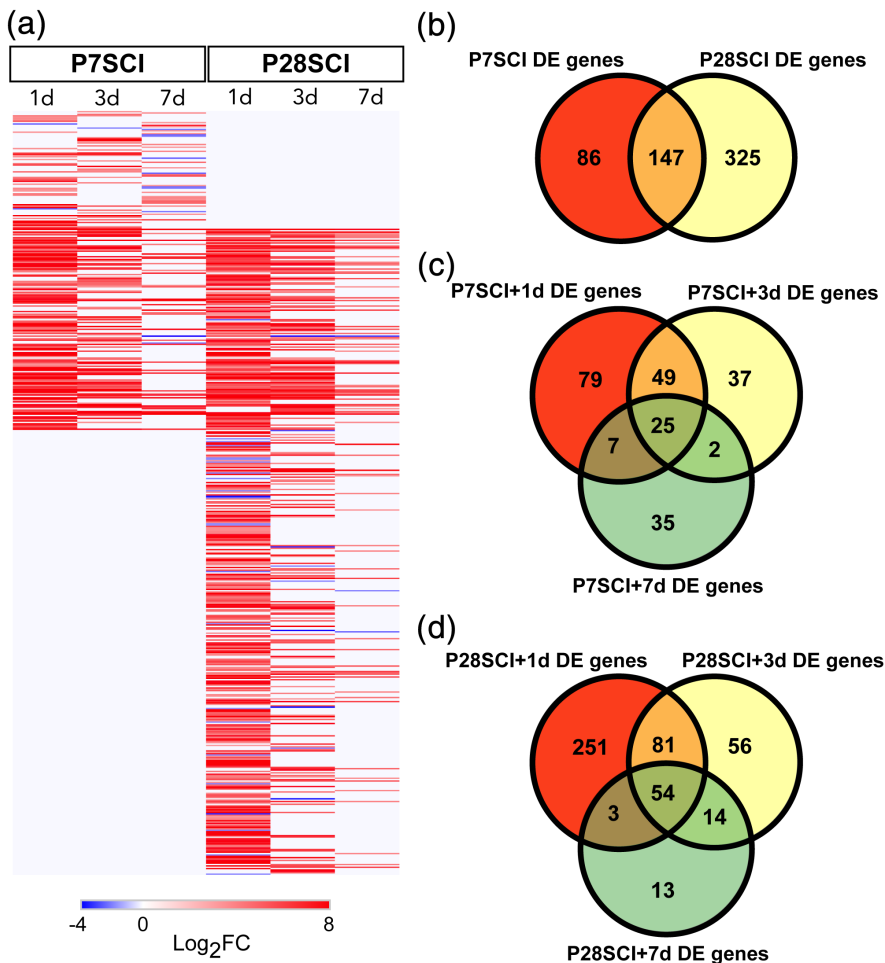 (a)
P7SCI P28SCI
1d 3d 7d 1d 3d 7d
-4 0 8
Log2FC
(b)
P7SCI DE genes P28SCI DE genes
86 147 325
(c)
P7SCI+1d DE genes P7SCI+3d DE genes
79 49 37
25
7 2
35
P7SCI+7d DE genes
(d)
P28SCI+1d DE genes P28SCI+3d DE genes
251 81 56
54
3 14
13
P28SCI+7d DE genes